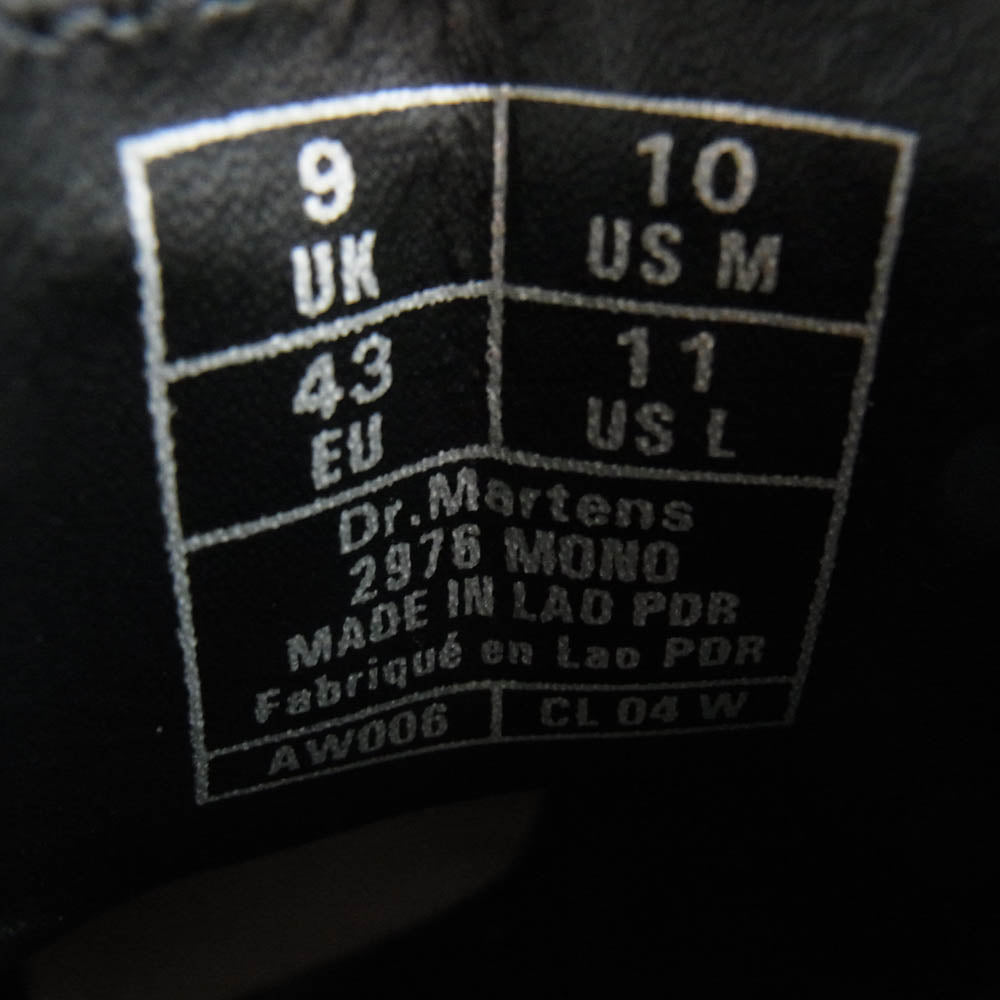 9 UK
10 US M
43 EU
11 US L
Dr.Martens
2976 MONO
MADE IN LAO PDR
Fabriqué en Lao PDR
AW006
CL 04 W